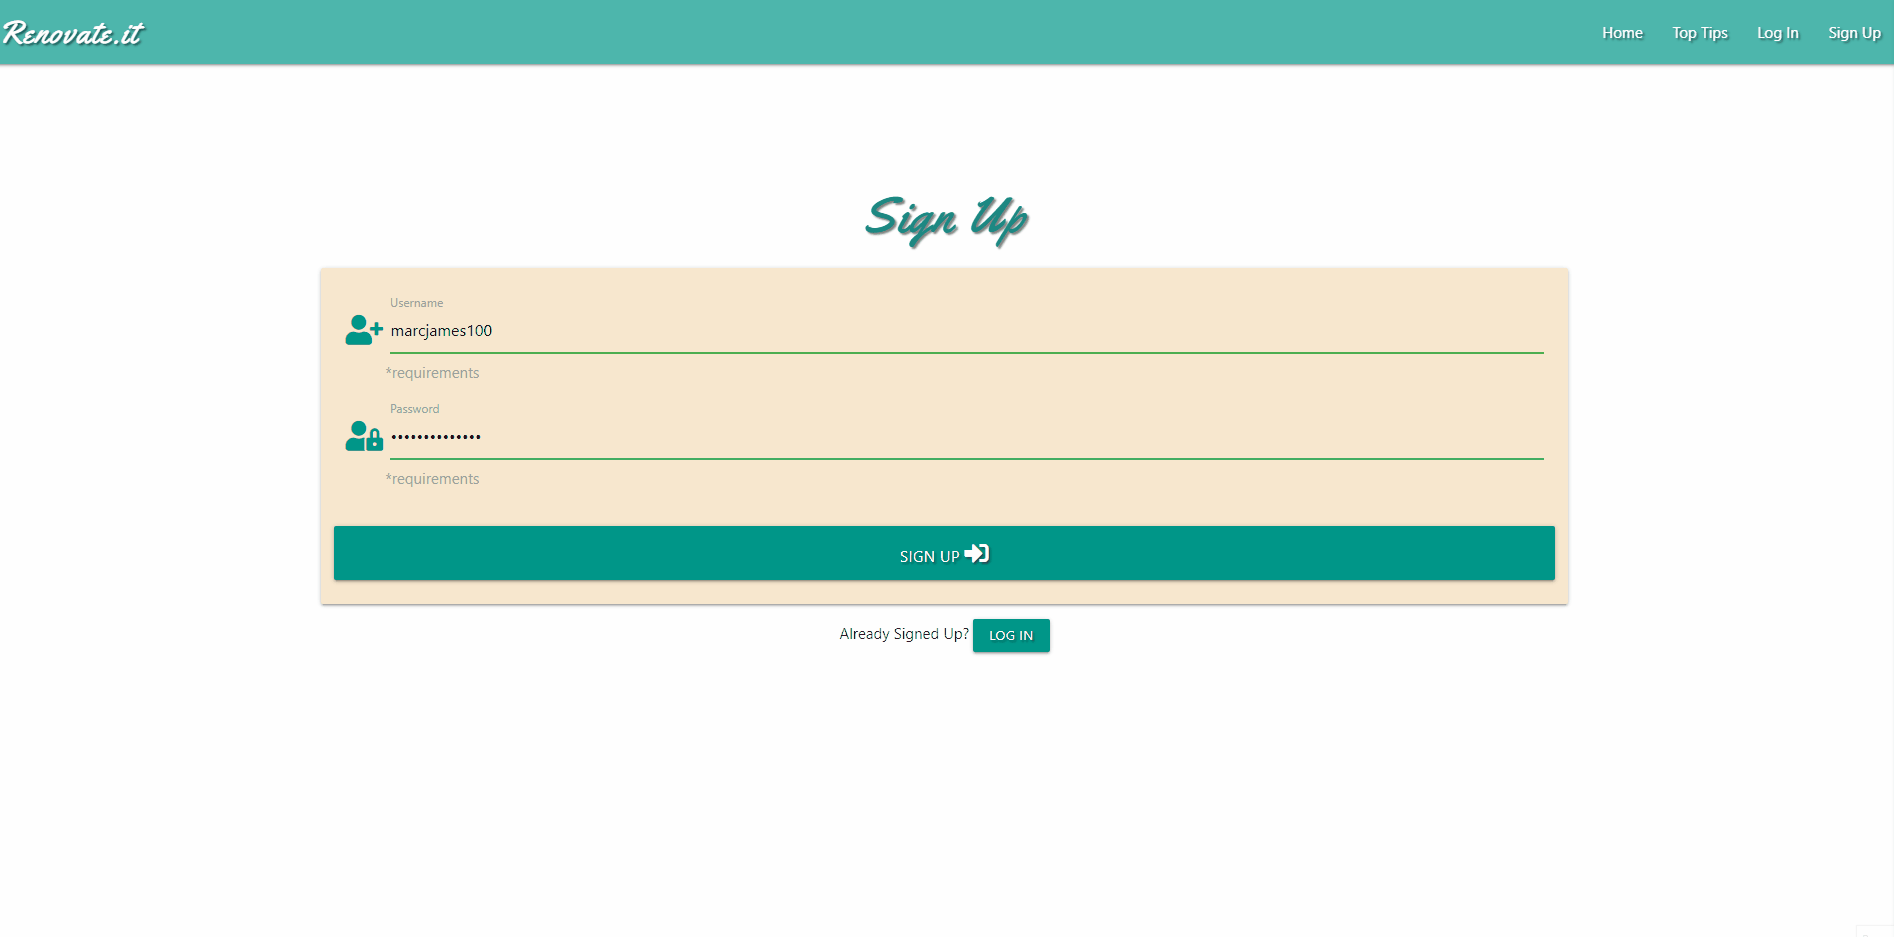 Renovate.it
Home Top Tips Log In Sign Up
Sign Up
Username
marcjames100
*requirements
Password
••••••••••••••
*requirements
SIGN UP
Already Signed Up? LOG IN